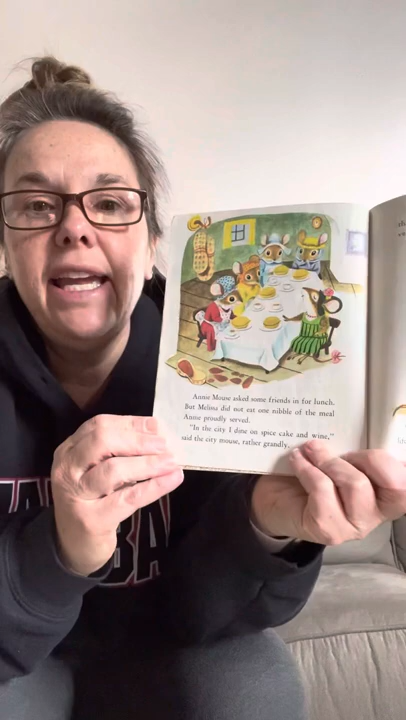 Annie Mouse asked some friends in for lunch.
But Melina did not eat one nibble of the meal
Annie proudly served.
"In the city I dine on spice cake and wine,"
said the city mouse, rather grandly.